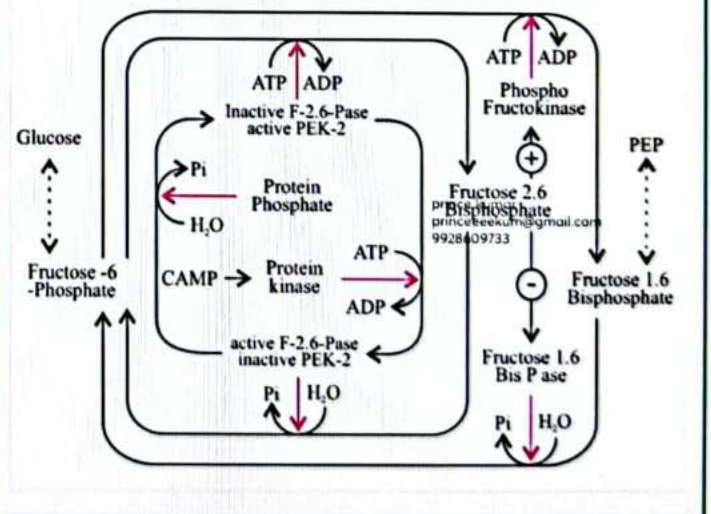 ATP ADP
Phospho
Fructokinase
ATP ADP
Inactive F-2.6-Pase
active PEK-2
Glucose
Pi
H₂O
Protein
Phosphate
+
PEP
Fructose 2.6
Bisphosphate
princeeeekum@gmail.com
Fructose -6
-Phosphate
CAMP
Protein
kinase
ATP
ADP
-
Fructose 1.6
Bisphosphate
active F-2.6-Pase
inactive PEK-2
Pi H₂O
Fructose 1.6
Bis P ase
Pi H₂O